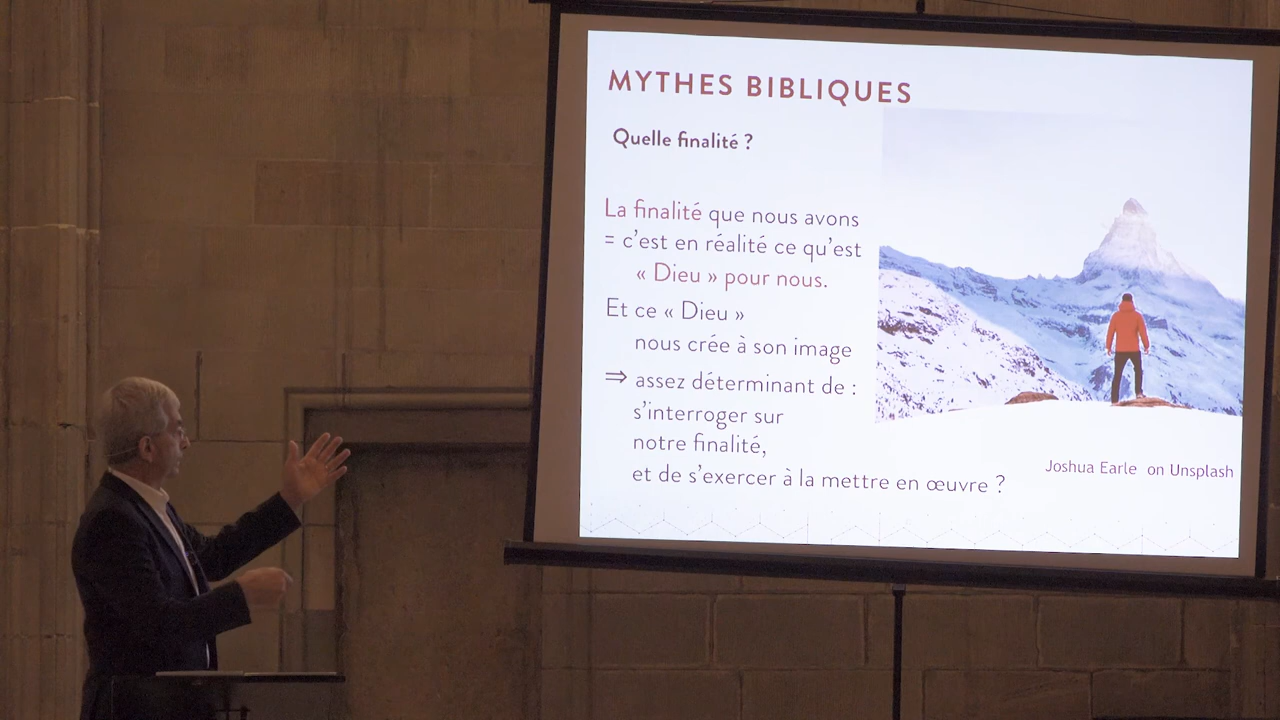 MYTHES BIBLIQUES
Quelle finalité ?
La finalité que nous avons
= c'est en réalité ce qu'est
« Dieu » pour nous.
Et ce « Dieu »
nous crée à son image
⇒ assez déterminant de :
s'interroger sur
notre finalité,
et de s'exercer à la mettre en œuvre ?
Joshua Earle on Unsplash